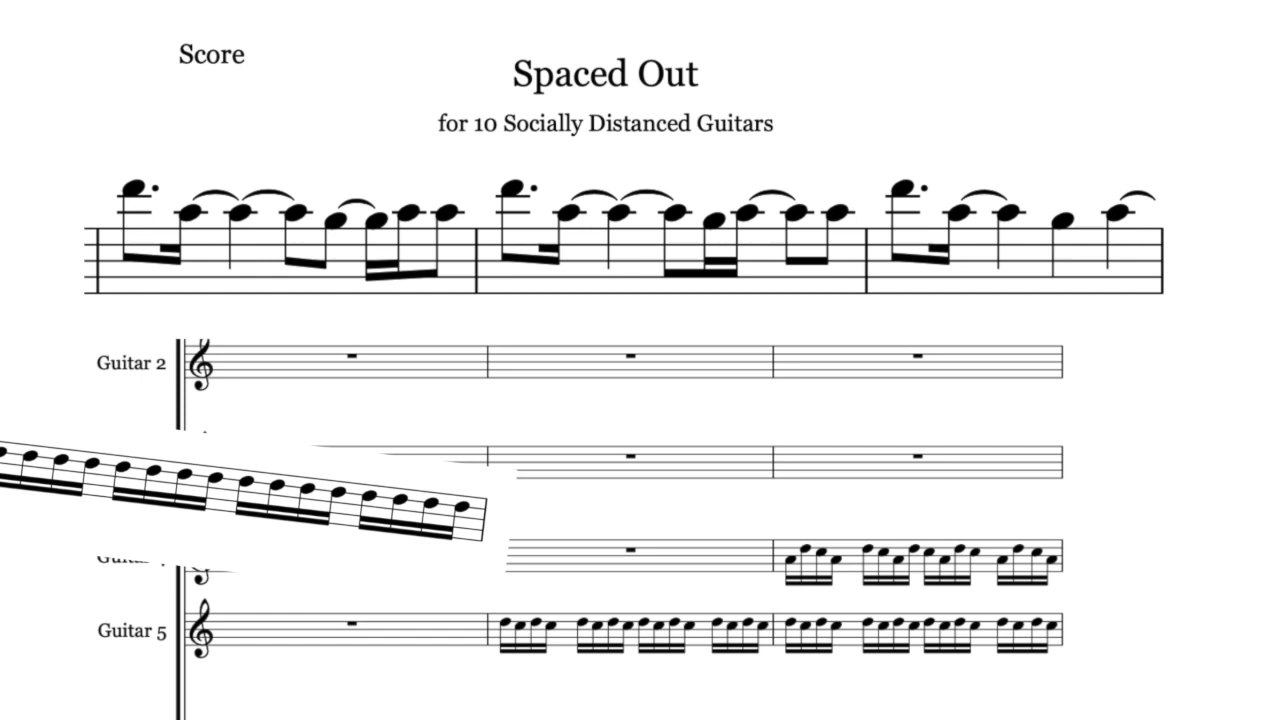 Score
Spaced Out
for 10 Socially Distanced Guitars
Guitar 2
Guitar 5